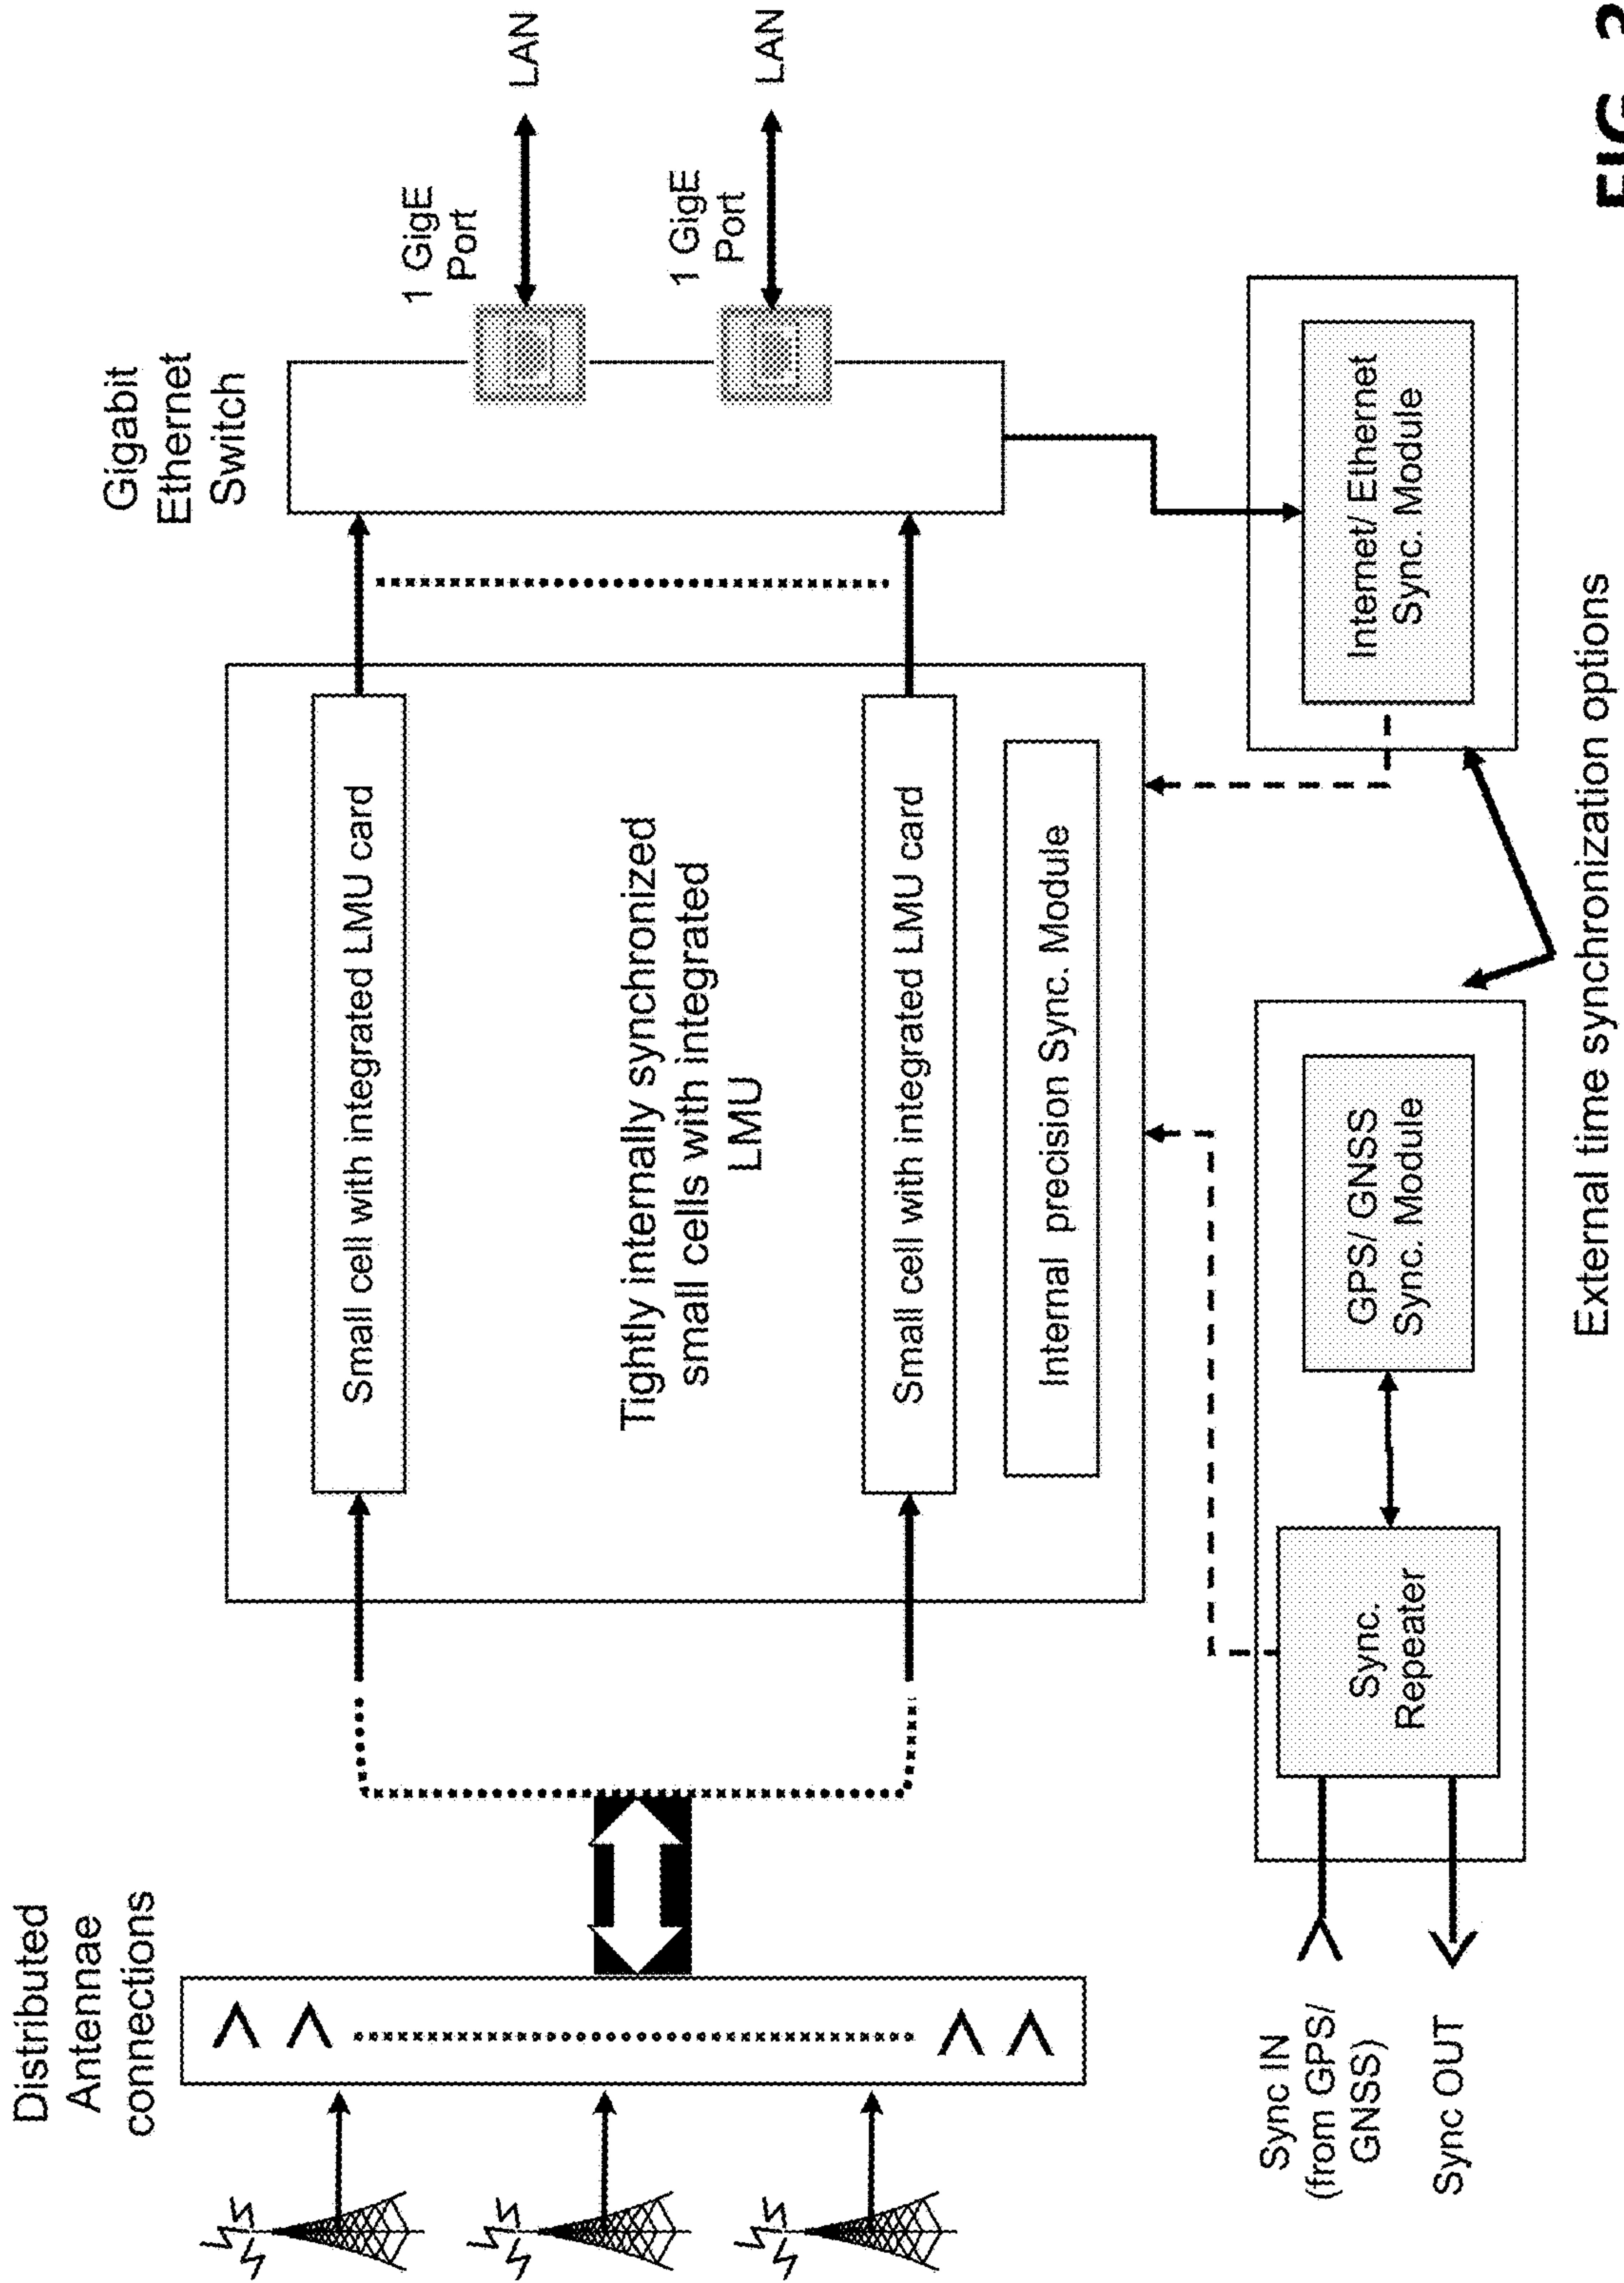 Distributed
Antennae
connections
Gigabit
Ethernet
Switch
Small cell with integrated LMU card
1 GigE
Port
LAN
Tightly internally synchronized
small cells with integrated
LMU
1 GigE
Port
LAN
Small cell with integrated LMU card
Internal precision Sync. Module
Sync IN
(from GPS/
GNSS)
Sync OUT
Sync.
Repeater
GPS/ GNSS
Sync. Module
Internet/ Ethernet
Sync. Module
External time synchronization options
FIG.